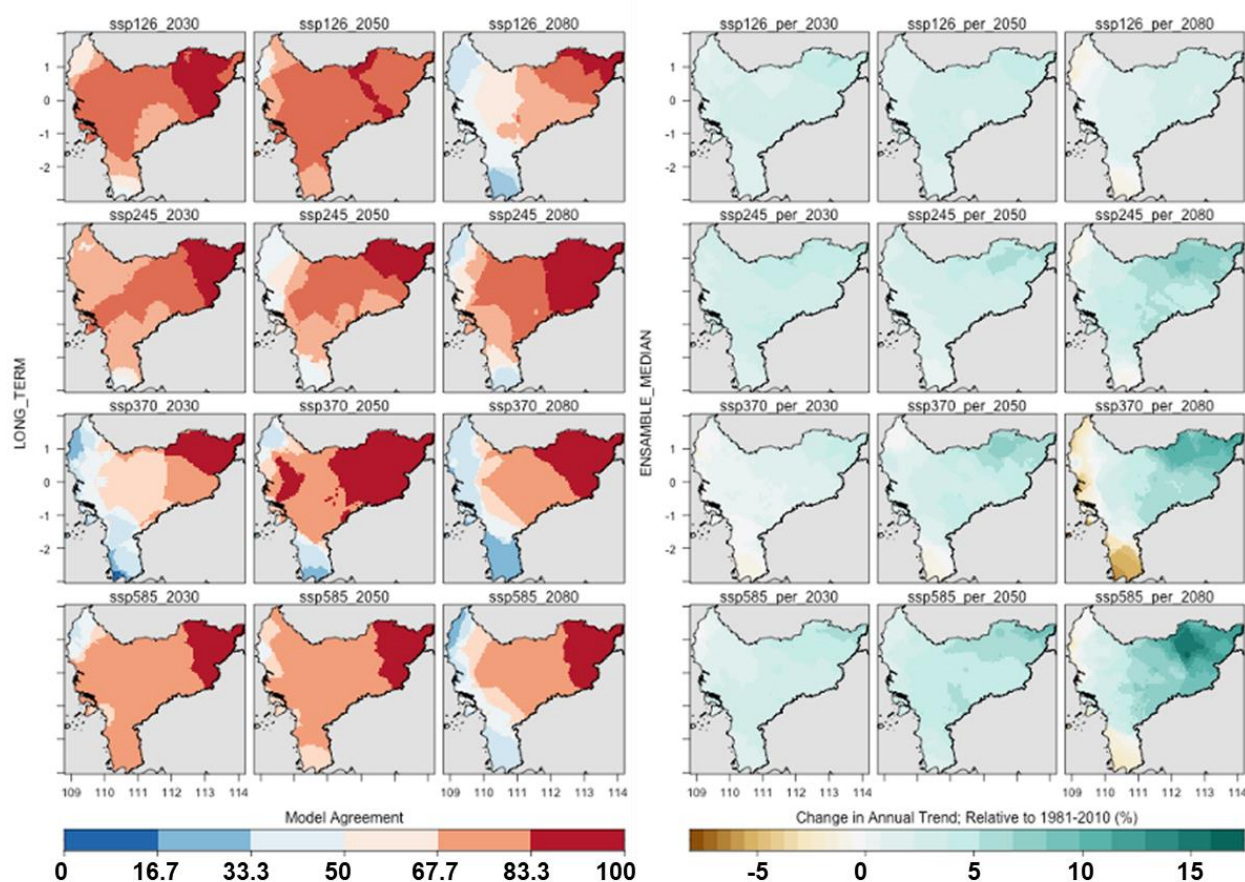 ssp126_2030 ssp126_2050 ssp126_2080 ssp126_per_2030 ssp126_per_2050 ssp126_per_2080
1
0
-1
-2
1
0
-1
-2
ssp245_2030 ssp245_2050 ssp245_2080 ssp245_per_2030 ssp245_per_2050 ssp245_per_2080
LONG_TERM
ENSAMBLE_MEDIAN
ssp370_2030 ssp370_2050 ssp370_2080 ssp370_per_2030 ssp370_per_2050 ssp370_per_2080
1
0
-1
-2
1
0
-1
-2
ssp585_2030 ssp585_2050 ssp585_2080 ssp585_per_2030 ssp585_per_2050 ssp585_per_2080
109 110 111 112 113 114 109 110 111 112 113 114 109 110 111 112 113 114 109 110 111 112 113 114
Model Agreement
0 16.7 33.3 50 67.7 83.3 100
Change in Annual Trend; Relative to 1981-2010 (%)
-5 0 5 10 15